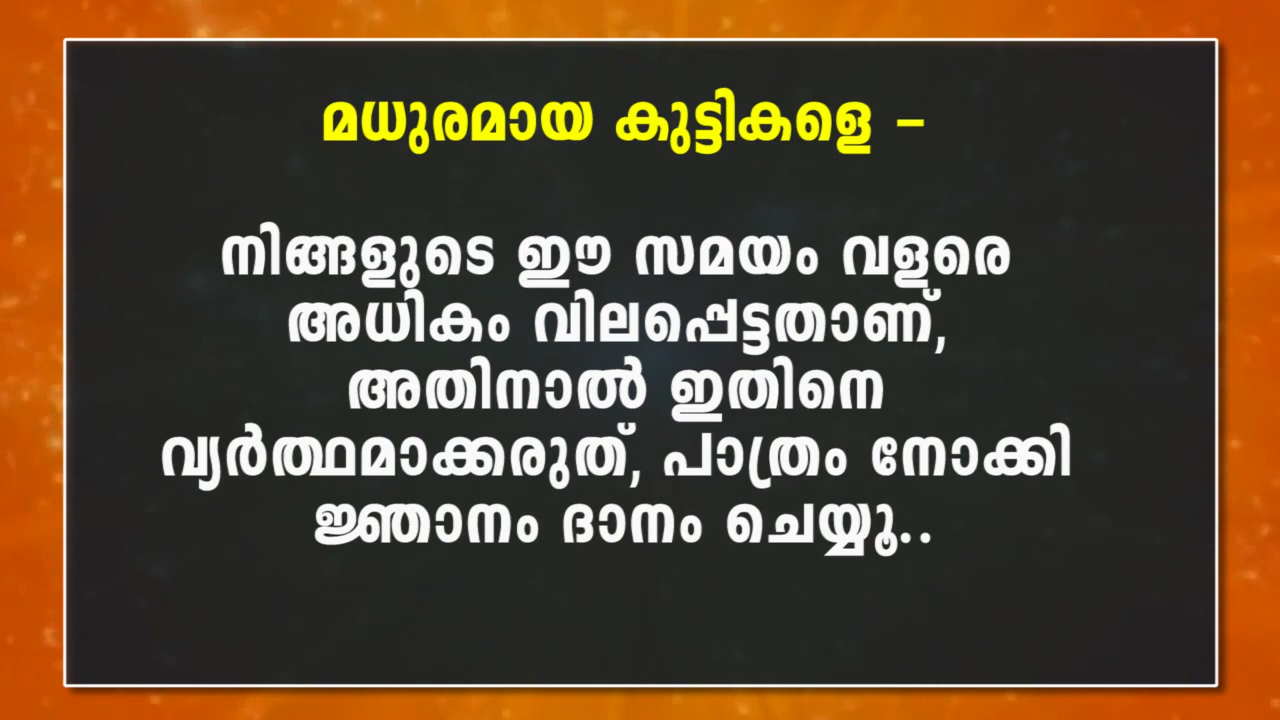 മധുരമായ കുട്ടികളെ –
നിങ്ങളുടെ ഈ സമയം വളരെ
അധികം വിലപ്പെട്ടതാണ്,
അതിനാൽ ഇതിനെ
വ്യർത്ഥമാക്കരുത്, പാത്രം നോക്കി
ജ്ഞാനം ദാനം ചെയ്യൂ..